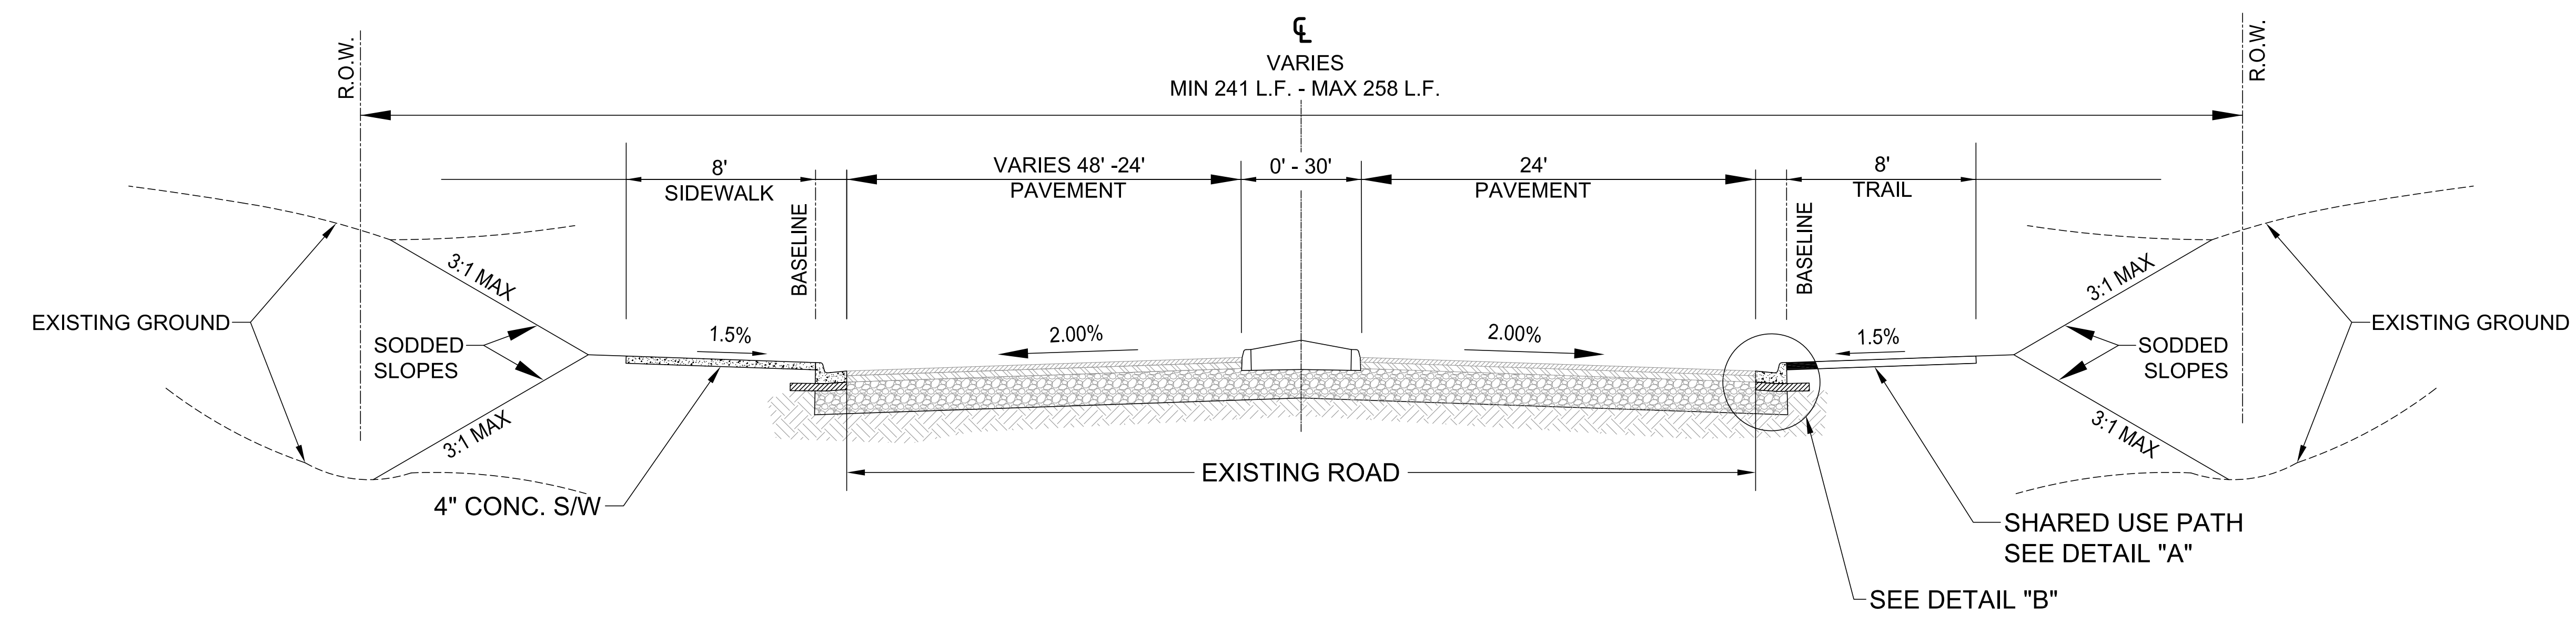 ℄
VARIES
MIN 241 L.F. - MAX 258 L.F.
R.O.W.
R.O.W.
8'
SIDEWALK
VARIES 48' -24'
PAVEMENT
0' - 30'
24'
PAVEMENT
8'
TRAIL
BASELINE
BASELINE
3:1 MAX
3:1 MAX
EXISTING GROUND
SODDED
SLOPES
1.5%
2.00%
2.00%
1.5%
SODDED
SLOPES
EXISTING GROUND
3:1 MAX
3:1 MAX
EXISTING ROAD
4" CONC. S/W
SHARED USE PATH
SEE DETAIL "A"
SEE DETAIL "B"